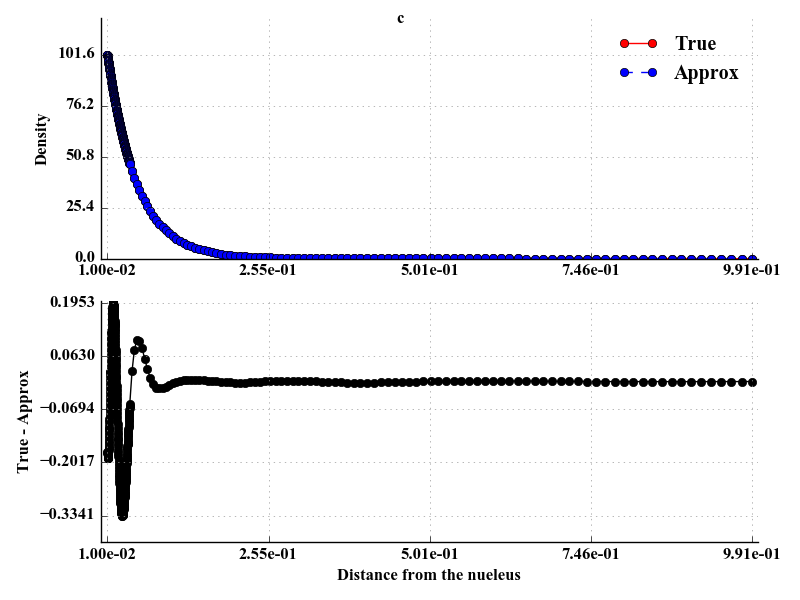 c
True
Approx
Density
101.6
76.2
50.8
25.4
0.0
1.00e-02 2.55e-01 5.01e-01 7.46e-01 9.91e-01
True - Approx
0.1953
0.0630
−0.0694
−0.2017
−0.3341
1.00e-02 2.55e-01 5.01e-01 7.46e-01 9.91e-01
Distance from the nueleus